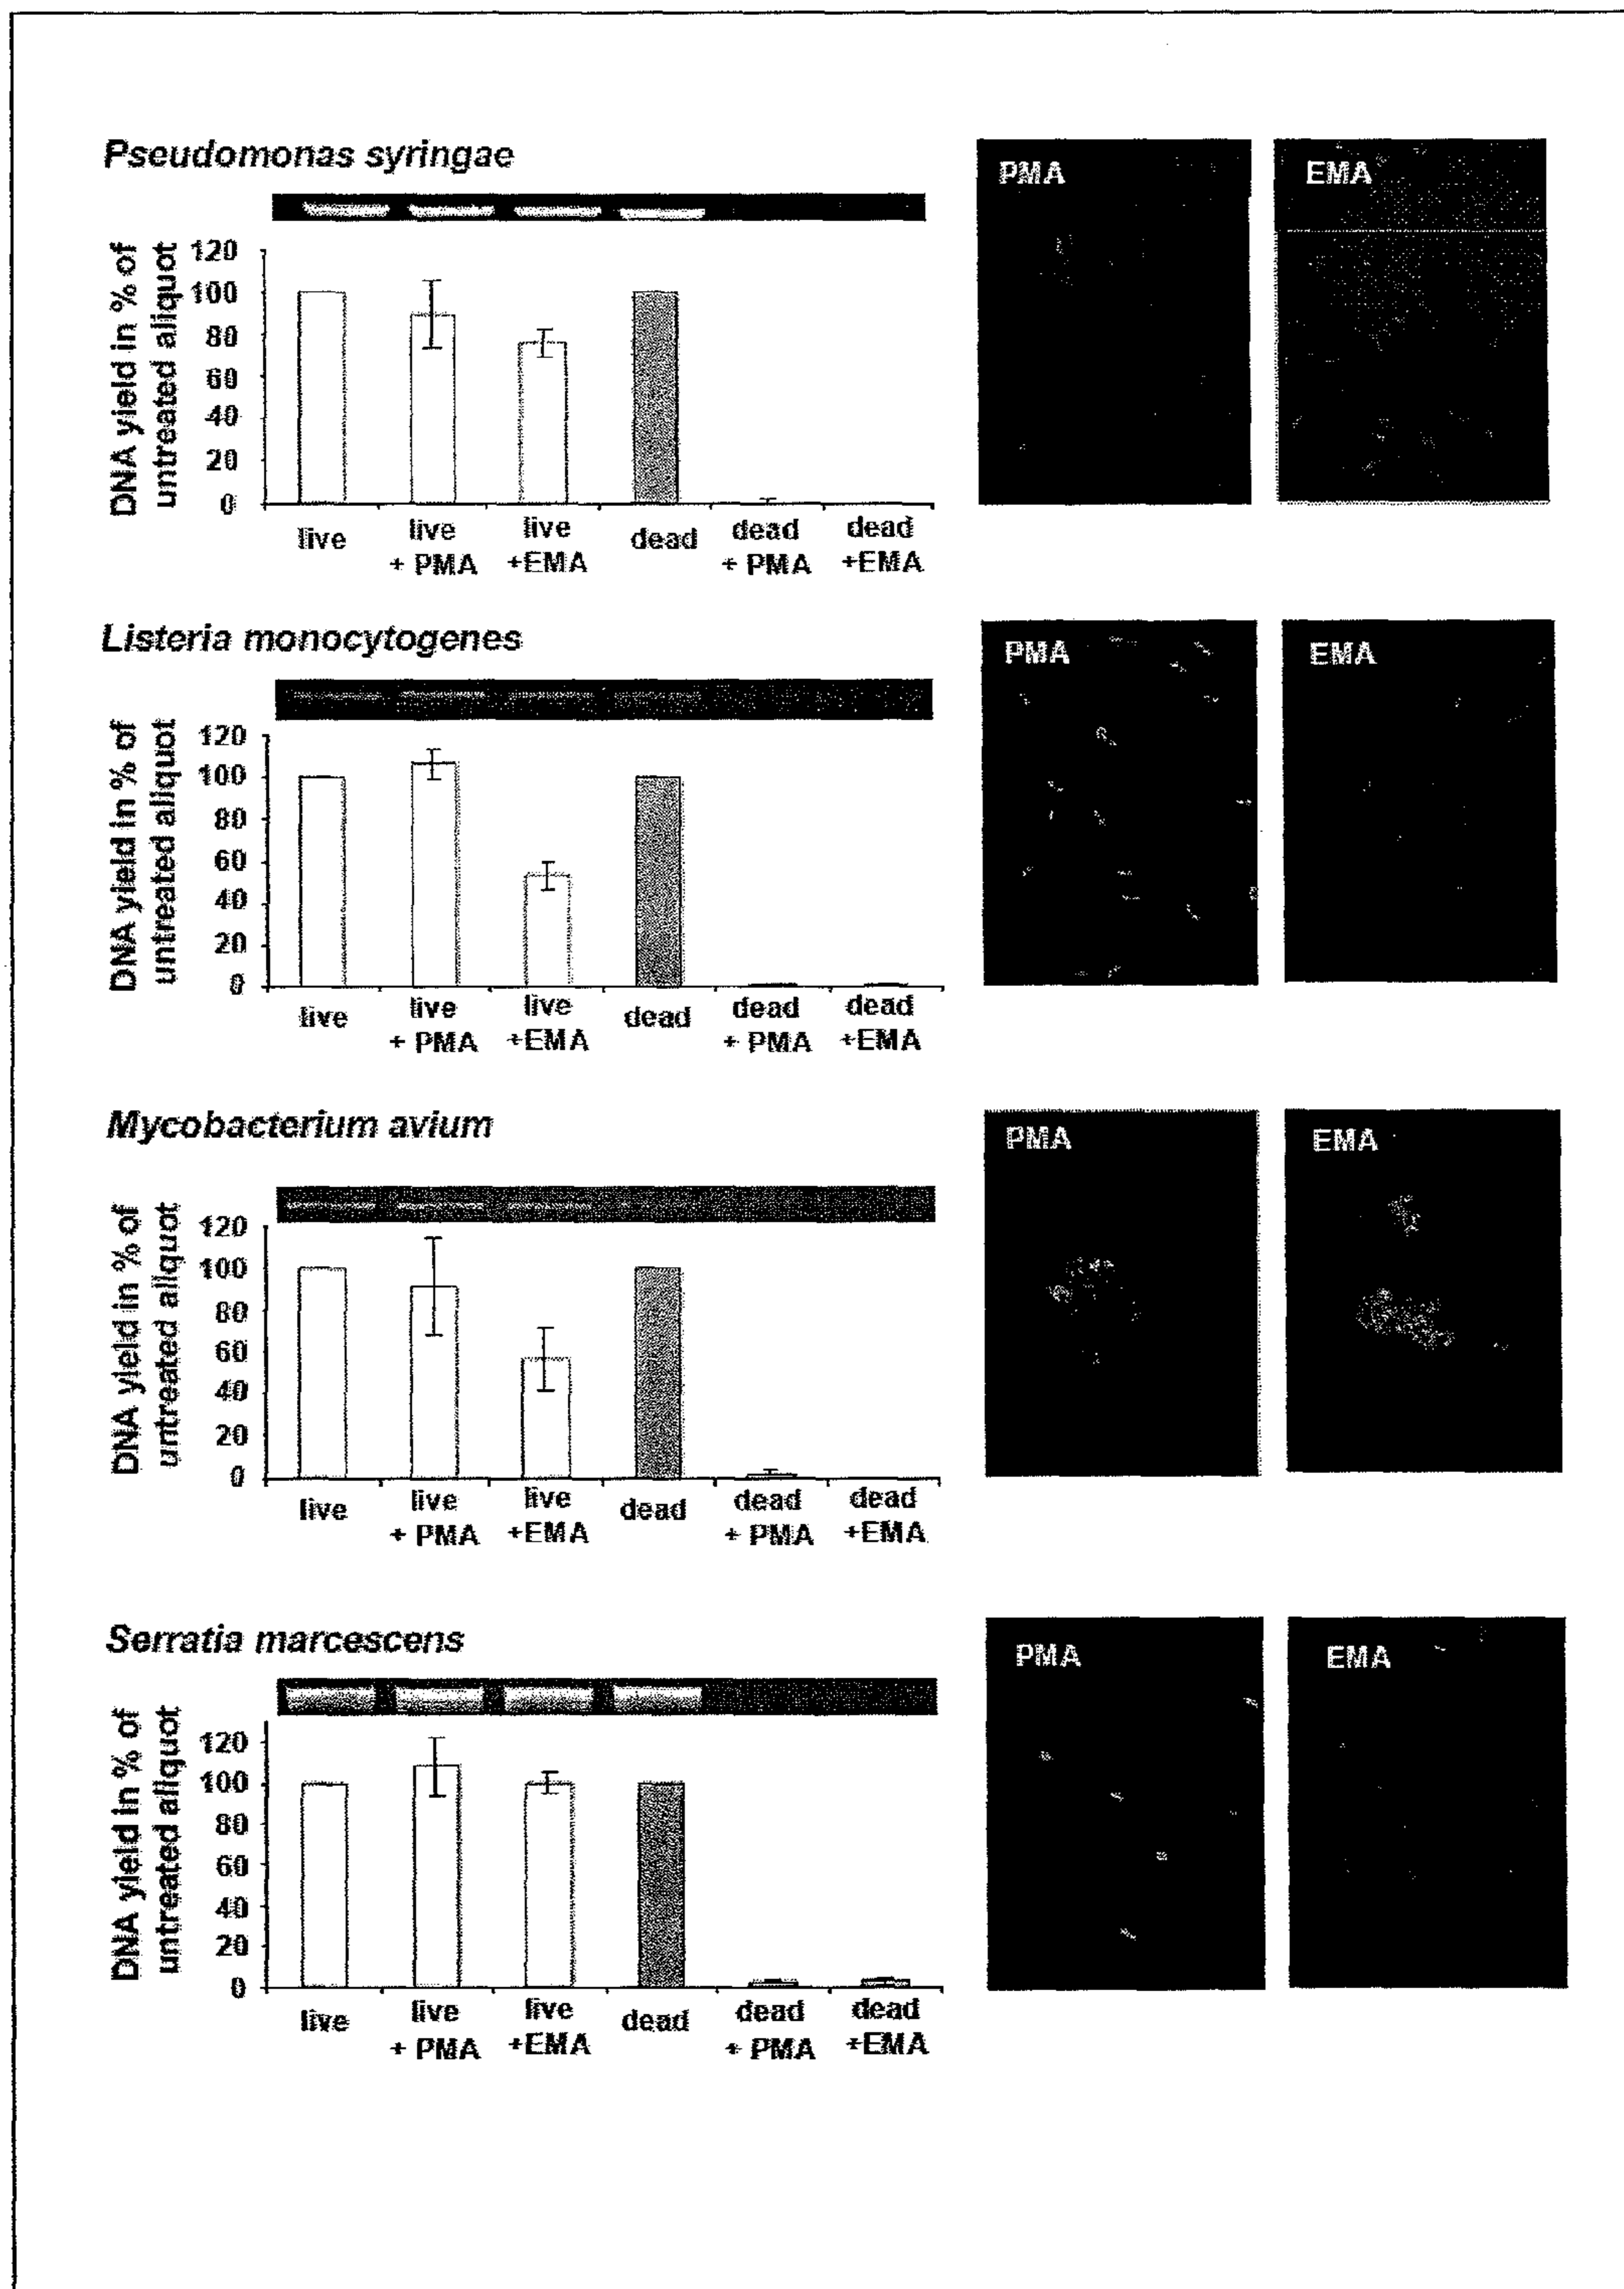 Pseudomonas syringae
DNA yield in % of
untreated aliquot
120
100
80
60
40
20
0
live
live
+ PMA
live
+EMA
dead
dead
+ PMA
dead
+EMA
PMA
EMA
Listeria monocytogenes
DNA yield in % of
untreated aliquot
120
100
80
60
40
20
0
live
live
+ PMA
live
+EMA
dead
dead
+ PMA
dead
+EMA
PMA
EMA
Mycobacterium avium
DNA yield in % of
untreated aliquot
120
100
80
60
40
20
0
live
live
+ PMA
live
+EMA
dead
dead
+ PMA
dead
+EMA
PMA
EMA
Serratia marcescens
DNA yield in % of
untreated aliquot
120
100
80
60
40
20
0
live
live
+ PMA
live
+EMA
dead
dead
+ PMA
dead
+EMA
PMA
EMA